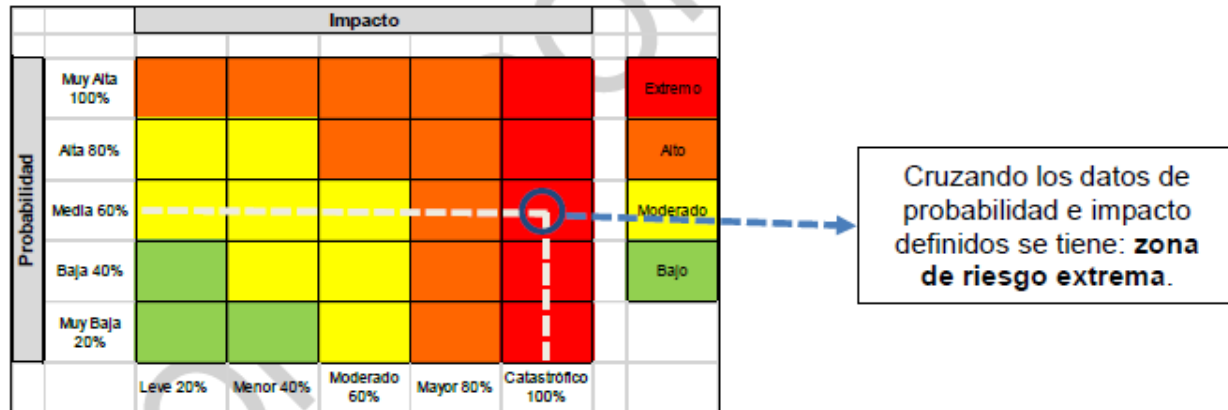 Impacto
Muy Alta
100%
Extremo
Alta 80%
Alto
Probabilidad
Media 60%
Moderado
Baja 40%
Bajo
Muy Baja
20%
Leve 20%
Menor 40%
Moderado
60%
Mayor 80%
Catastrófico
100%
Cruzando los datos de
probabilidad e impacto
definidos se tiene: zona
de riesgo extrema.